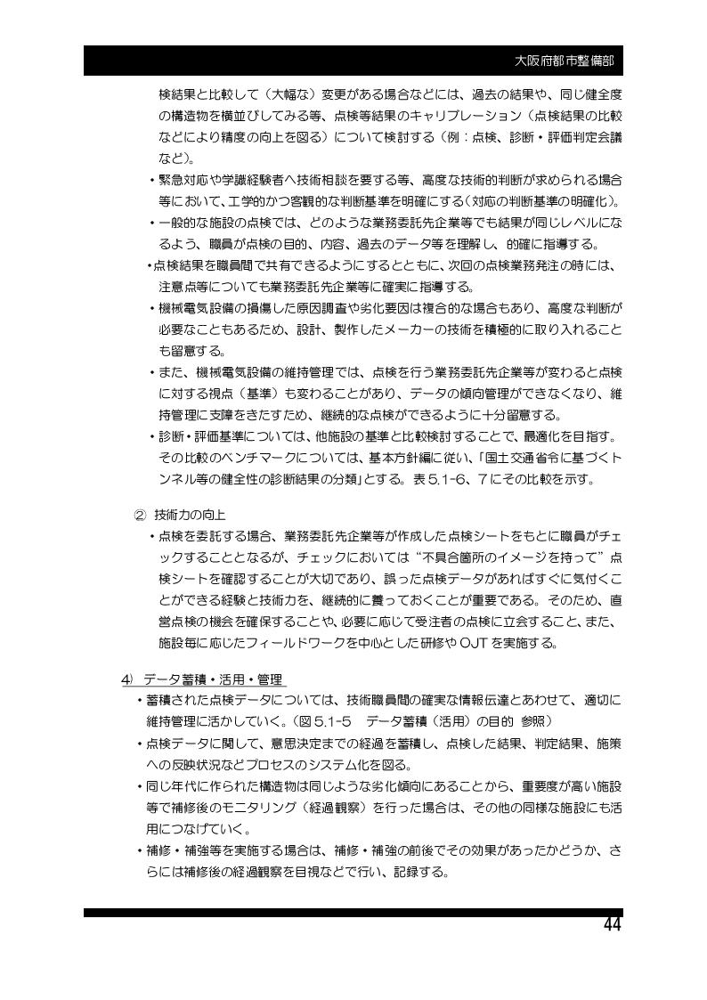 大阪府都市整備部
検結果と比較して（大幅な）変更がある場合などには、過去の結果や、同じ健全度
の構造物を横並びしてみる等、点検等結果のキャリブレーション（点検結果の比較
などにより精度の向上を図る）について検討する（例：点検、診断・評価判定会議
など）。
・緊急対応や学識経験者へ技術相談を要する等、高度な技術的判断が求められる場合
等において、工学的かつ客観的な判断基準を明確にする（対応の判断基準の明確化）。
・一般的な施設の点検では、どのような業務委託先企業等でも結果が同じレベルにな
るよう、職員が点検の目的、内容、過去のデータ等を理解し、的確に指導する。
・点検結果を職員間で共有できるようにするとともに、次回の点検業務発注の時には、
注意点等についても業務委託先企業等に確実に指導する。
・機械電気設備の損傷した原因調査や劣化要因は複合的な場合もあり、高度な判断が
必要なこともあるため、設計、製作したメーカーの技術を積極的に取り入れること
も留意する。
・また、機械電気設備の維持管理では、点検を行う業務委託先企業等が変わると点検
に対する視点（基準）も変わることがあり、データの傾向管理ができなくなり、維
持管理に支障をきたすため、継続的な点検ができるように十分留意する。
・診断・評価基準については、他施設の基準と比較検討することで、最適化を目指す。
その比較のベンチマークについては、基本方針編に従い、「国土交通省令に基づくト
ンネル等の健全性の診断結果の分類」とする。表 5.1-6、7 にその比較を示す。
② 技術力の向上
・点検を委託する場合、業務委託先企業等が作成した点検シートをもとに職員がチェ
ックすることとなるが、チェックにおいては“不具合箇所のイメージを持って”点
検シートを確認することが大切であり、誤った点検データがあればすぐに気付くこ
とができる経験と技術力を、継続的に養っておくことが重要である。そのため、直
営点検の機会を確保することや、必要に応じて受注者の点検に立会すること、また、
施設毎に応じたフィールドワークを中心とした研修や OJT を実施する。
4) データ蓄積・活用・管理
・蓄積された点検データについては、技術職員間の確実な情報伝達とあわせて、適切に
維持管理に活かしていく。（図 5.1-5 データ蓄積（活用）の目的 参照）
・点検データに関して、意思決定までの経過を蓄積し、点検した結果、判定結果、施策
への反映状況などプロセスのシステム化を図る。
・同じ年代に作られた構造物は同じような劣化傾向にあることから、重要度が高い施設
等で補修後のモニタリング（経過観察）を行った場合は、その他の同様な施設にも活
用につなげていく。
・補修・補強等を実施する場合は、補修・補強の前後でその効果があったかどうか、さ
らには補修後の経過観察を目視などで行い、記録する。
44